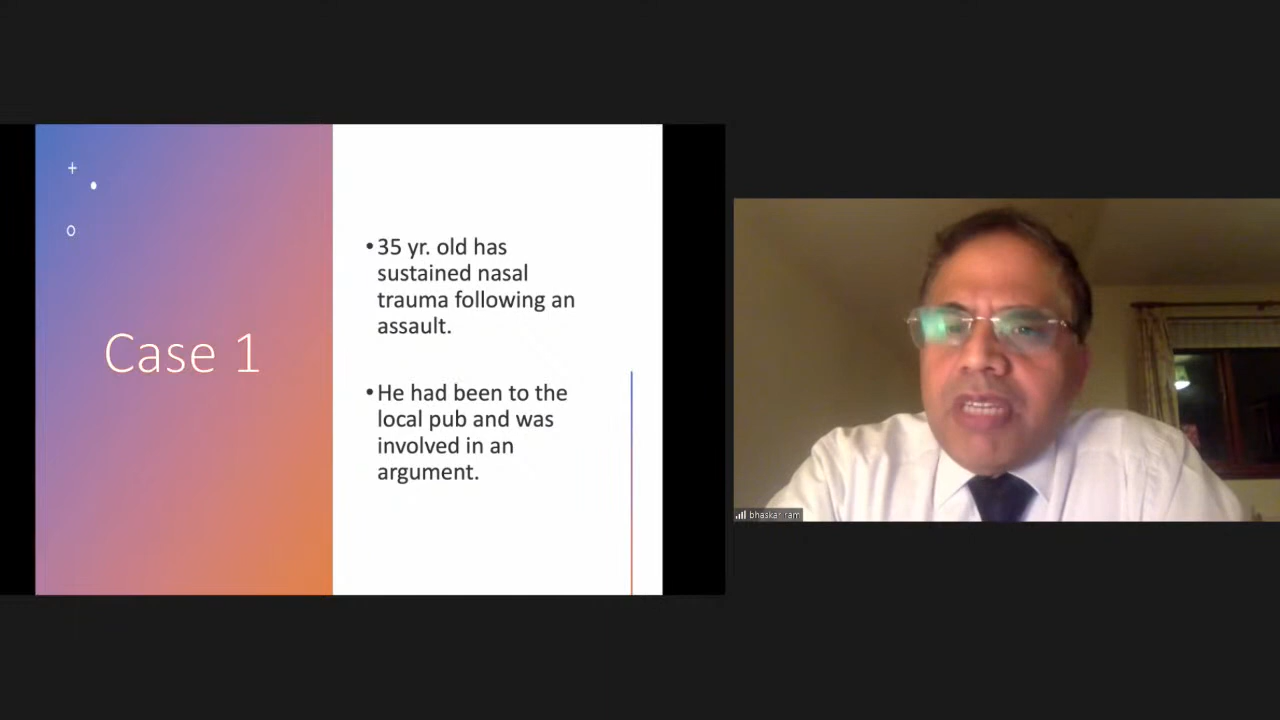 Case 1
•35 yr. old has
sustained nasal
trauma following an
assault.
•He had been to the
local pub and was
involved in an
argument.
bhaskar ram